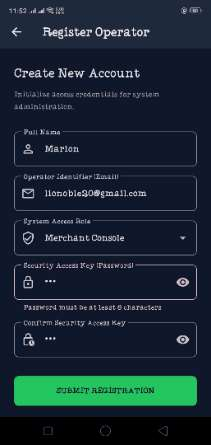 11:52
Register Operator
Create New Account
Initialize access credentials for system
administration.
Full Name
Marion
Operator Identifier (Email)
lionoble20@gmail.com
System Access Role
Merchant Console
Security Access Key (Password)
•••
Password must be at least 6 characters
Confirm Security Access Key
•••
SUBMIT REGISTRATION